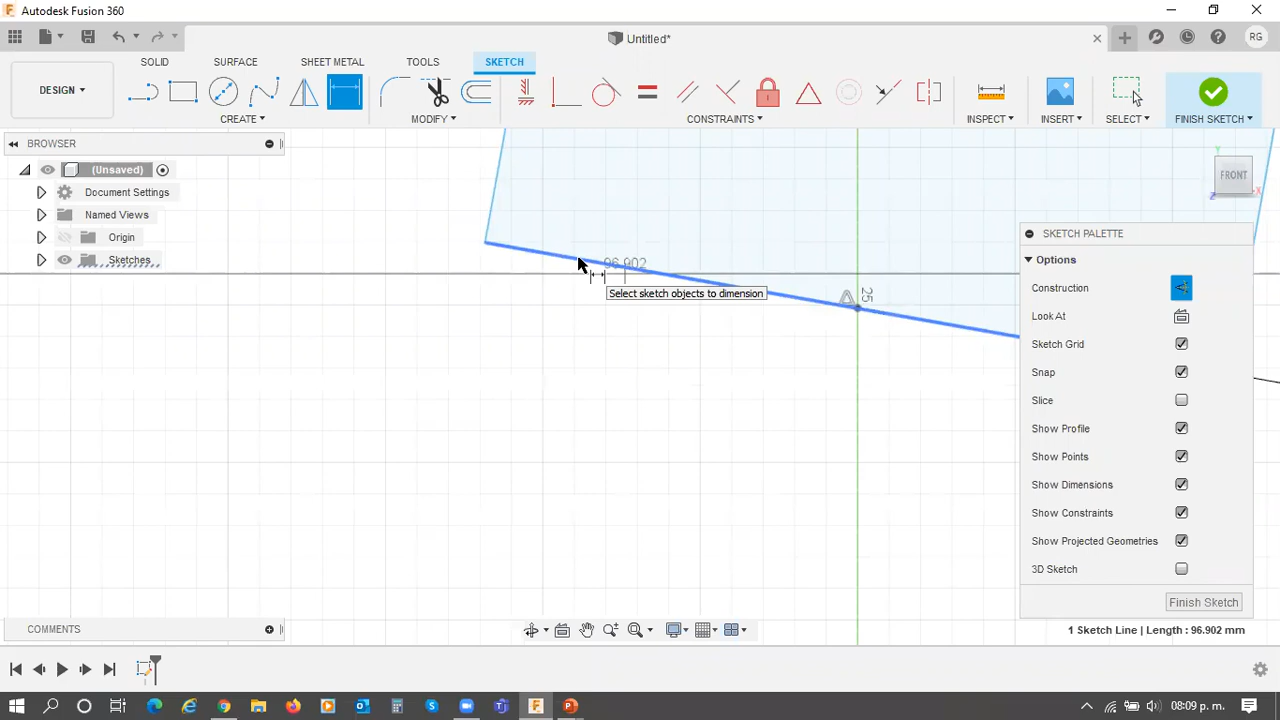 Autodesk Fusion 360
Untitled*
RG
DESIGN
SOLID SURFACE SHEET METAL TOOLS SKETCH
CREATE MODIFY CONSTRAINTS INSPECT INSERT SELECT FINISH SKETCH
BROWSER
(Unsaved)
Document Settings
Named Views
Origin
Sketches
96.902
Select sketch objects to dimension
25
Y
FRONT
X
Z
SKETCH PALETTE
Options
Construction
Look At
Sketch Grid
Snap
Slice
Show Profile
Show Points
Show Dimensions
Show Constraints
Show Projected Geometries
3D Sketch
Finish Sketch
COMMENTS
1 Sketch Line | Length : 96.902 mm
08:09 p. m.